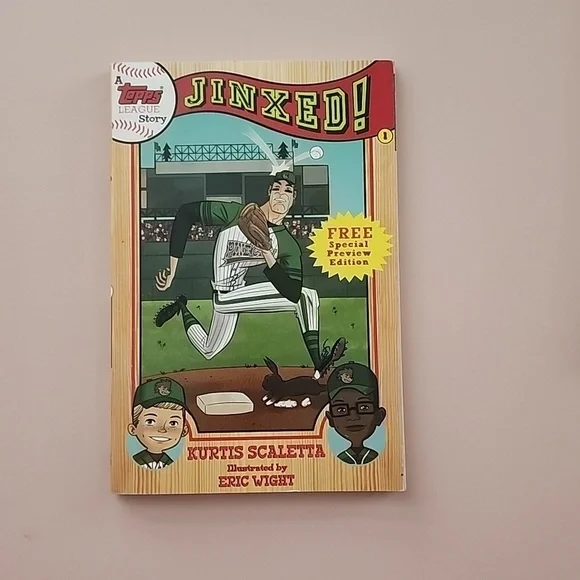 A
Topps
LEAGUE
Story
JINXED!
1
FREE
Special
Preview
Edition
KURTIS SCALETTA
Illustrated by
ERIC WIGHT